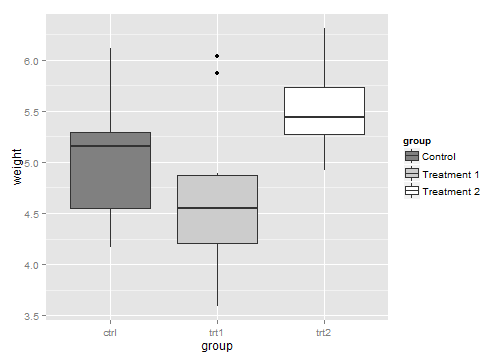 6.0
5.5
5.0
4.5
4.0
3.5
weight
ctrl
trt1
trt2
group
group
Control
Treatment 1
Treatment 2